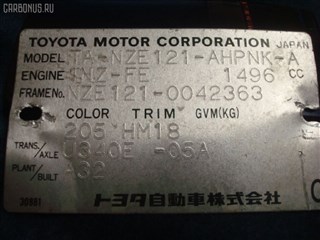 CARBONUS.RU
TOYOTA MOTOR CORPORATION JAPAN
MODEL TA-NZE121-AHPNK-A
ENGINE 1NZ-FE 1496 CC
FRAME No. NZE121-0042363
COLOR TRIM GVM(KG)
205 HM18
TRANS./AXLE U340E -05A
PLANT/BUILT A32
トヨタ自動車株式会社